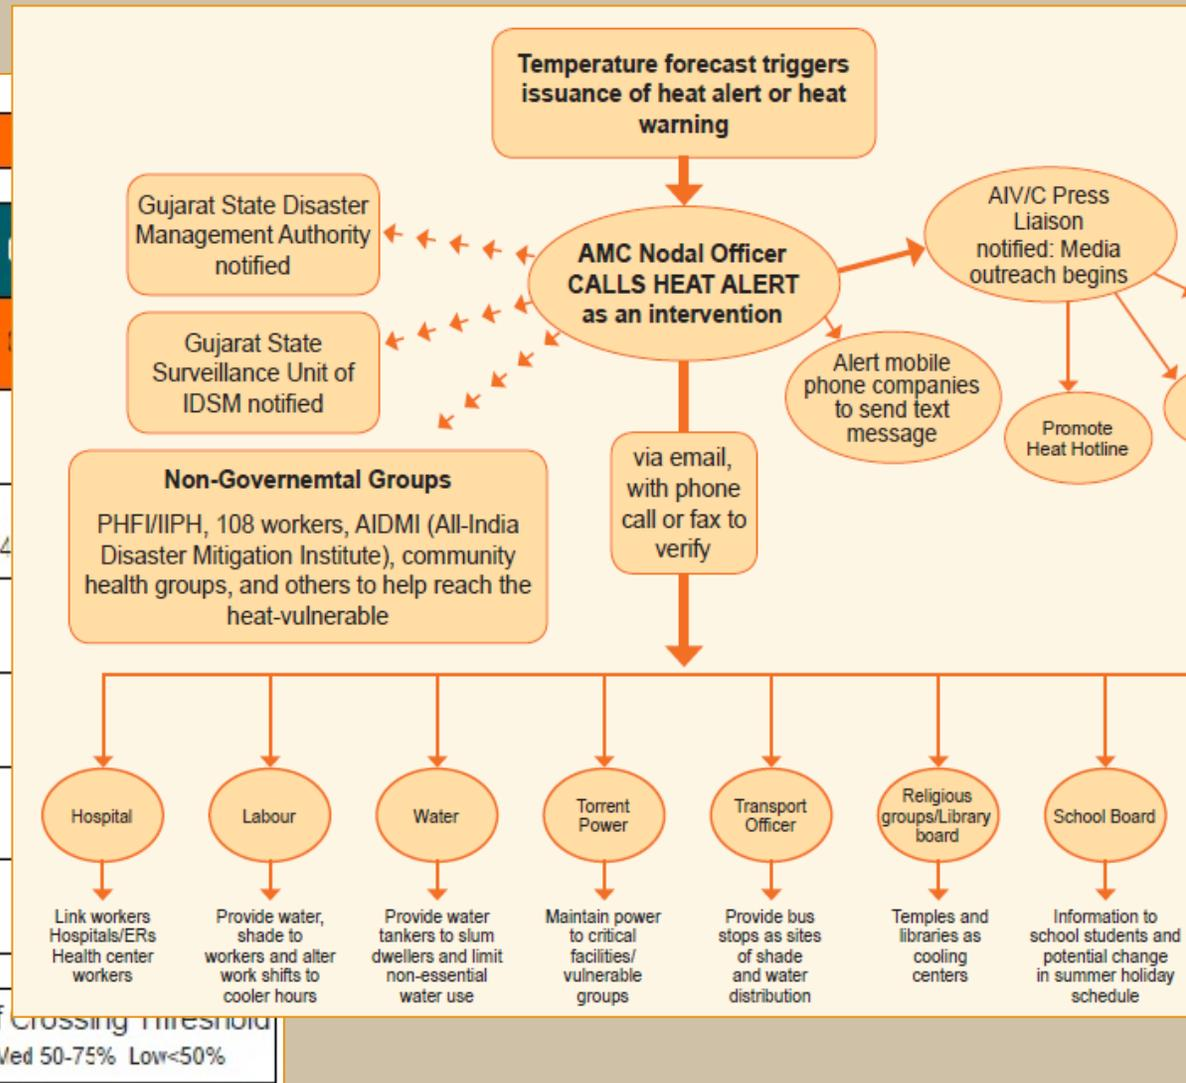 Temperature forecast triggers
issuance of heat alert or heat
warning
Gujarat State Disaster
Management Authority
notified
AMC Nodal Officer
CALLS HEAT ALERT
as an intervention
AIV/C Press
Liaison
notified: Media
outreach begins
Gujarat State
Surveillance Unit of
IDSM notified
Alert mobile
phone companies
to send text
message
Promote
Heat Hotline
Non-Governemtal Groups
PHFI/IIPH, 108 workers, AIDMI (All-India
Disaster Mitigation Institute), community
health groups, and others to help reach the
heat-vulnerable
via email,
with phone
call or fax to
verify
Hospital
Labour
Water
Torrent
Power
Transport
Officer
Religious
groups/Library
board
School Board
Link workers
Hospitals/ERs
Health center
workers
Provide water,
shade to
workers and alter
work shifts to
cooler hours
Provide water
tankers to slum
dwellers and limit
non-essential
water use
Maintain power
to critical
facilities/
vulnerable
groups
Provide bus
stops as sites
of shade
and water
distribution
Temples and
libraries as
cooling
centers
Information to
school students and
potential change
in summer holiday
schedule
Crossing Threshold
Med 50-75% Low<50%